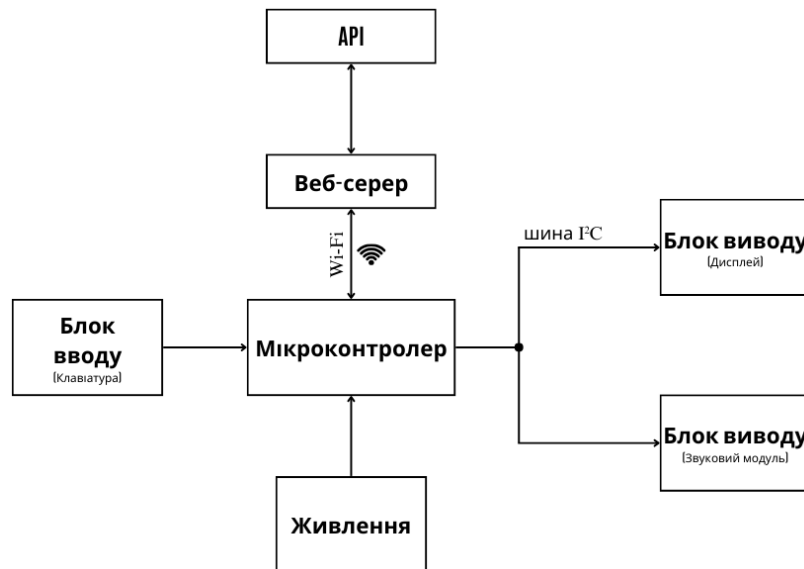 API
Веб-серер
Wi-Fi
шина I²C
Блок виводу
(Дисплей)
Блок
вводу
(Клавіатура)
Мікроконтролер
Блок виводу
(Звуковий модуль)
Живлення